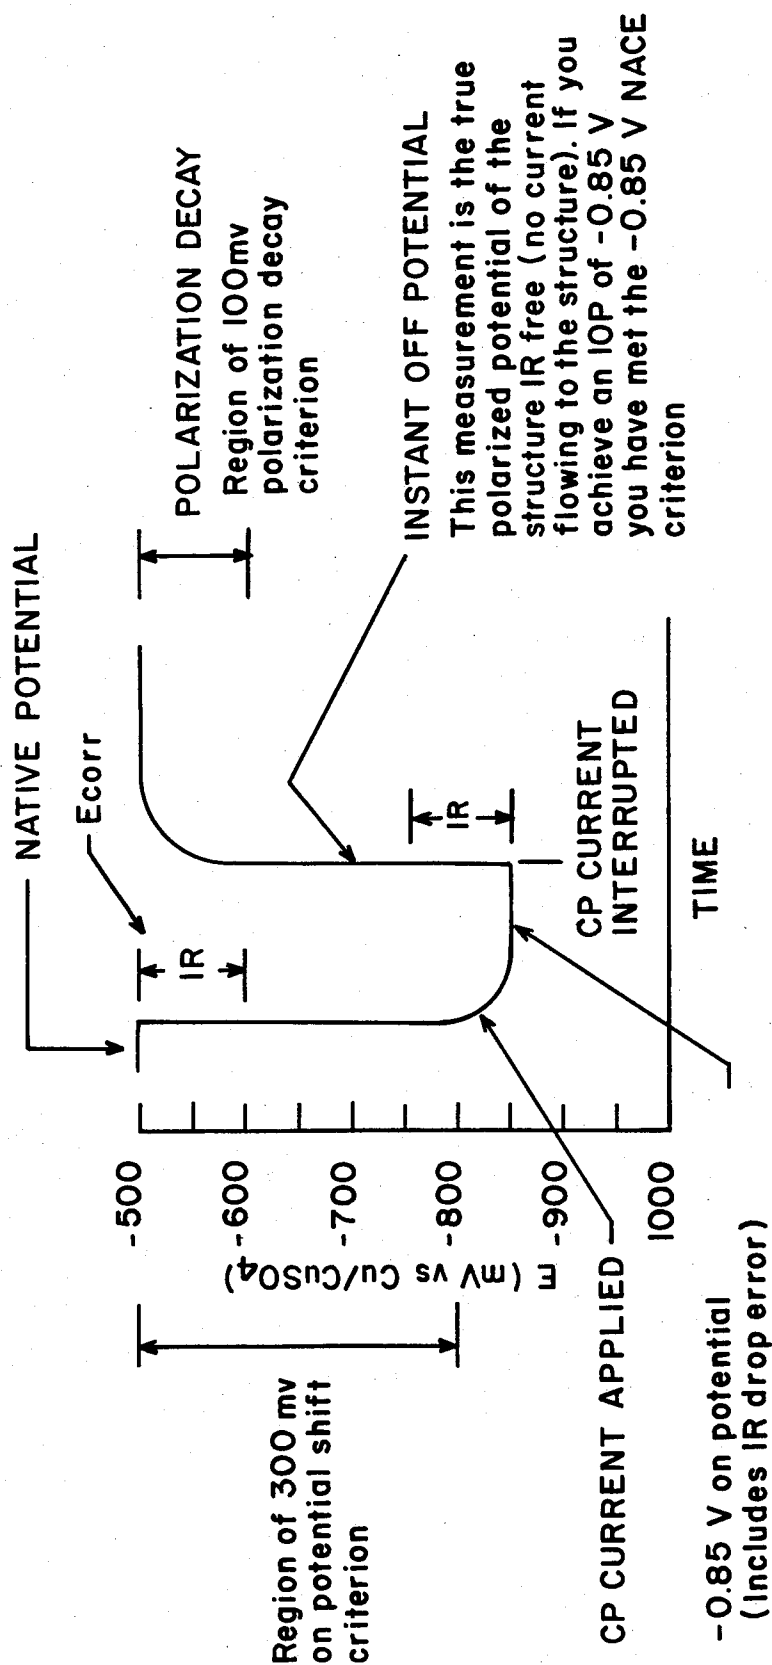 NATIVE POTENTIAL
Ecorr
IR
POLARIZATION DECAY
Region of 100mv
polarization decay
criterion
Region of 300 mv
on potential shift
criterion
E (mV vs Cu/CuSO4)
-500
-600
-700
-800
-900
1000
INSTANT OFF POTENTIAL
This measurement is the true
polarized potential of the
structure IR free (no current
flowing to the structure). If you
achieve an IOP of -0.85 V
you have met the -0.85 V NACE
criterion
IR
CP CURRENT
INTERRUPTED
CP CURRENT APPLIED
TIME
-0.85 V on potential
(Includes IR drop error)